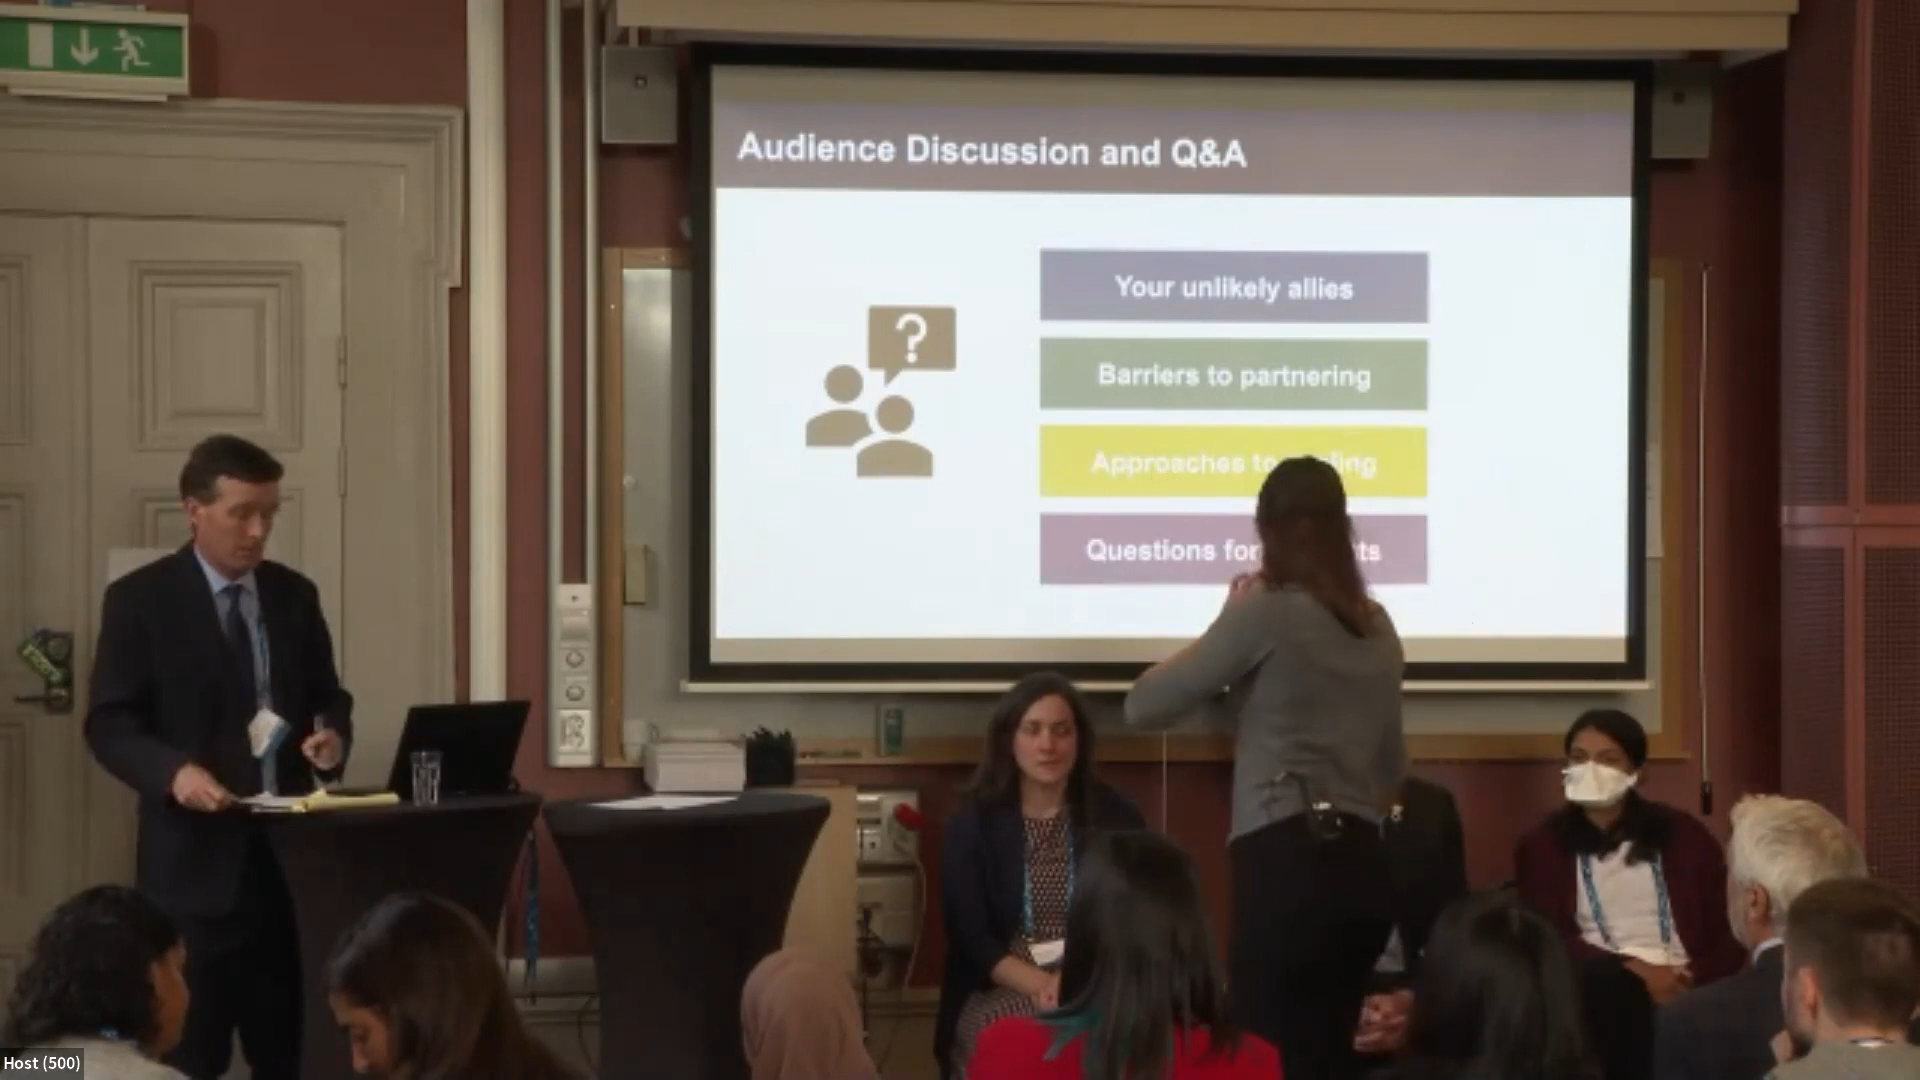 Audience Discussion and Q&A
?
Your unlikely allies
Barriers to partnering
Approaches to
Questions for
Host (500)